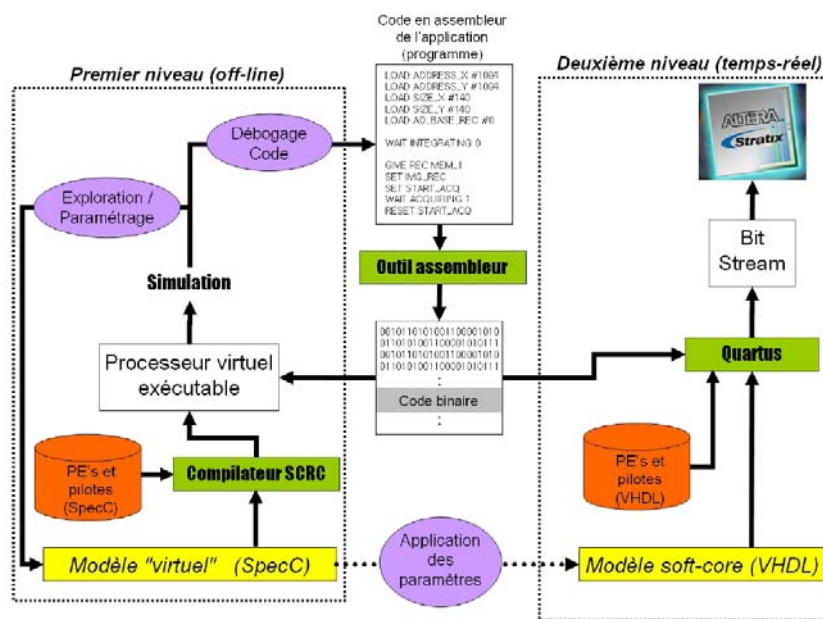 Code en assembleur
de l'application
(programme)
Premier niveau (off-line)
Deuxième niveau (temps-réel)
LOAD ADDRESS_X #1094
LOAD ADDRESS_Y #1094
LOAD SIZE_X #140
LOAD SIZE_Y #140
LOAD AD_BASE_REC #0
WAIT INTEGRATING 0
GIVE REC MEM_1
SET IMG_REC
SET START_ACQ
WAIT ACQUIRING 1
RESET START_ACQ
Débogage
Code
ALTERA
Stratix
Exploration /
Paramétrage
Bit
Stream
Outil assembleur
Simulation
00101101010011000001010
01101010011000001010111
00101101010011000001010
01101010011000001010111
:
Code binaire
:
Quartus
Processeur virtuel
exécutable
PE's et
pilotes
(SpecC)
Compilateur SCRC
PE's et
pilotes
(VHDL)
Application
des
paramètres
Modèle "virtuel" (SpecC)
Modèle soft-core (VHDL)